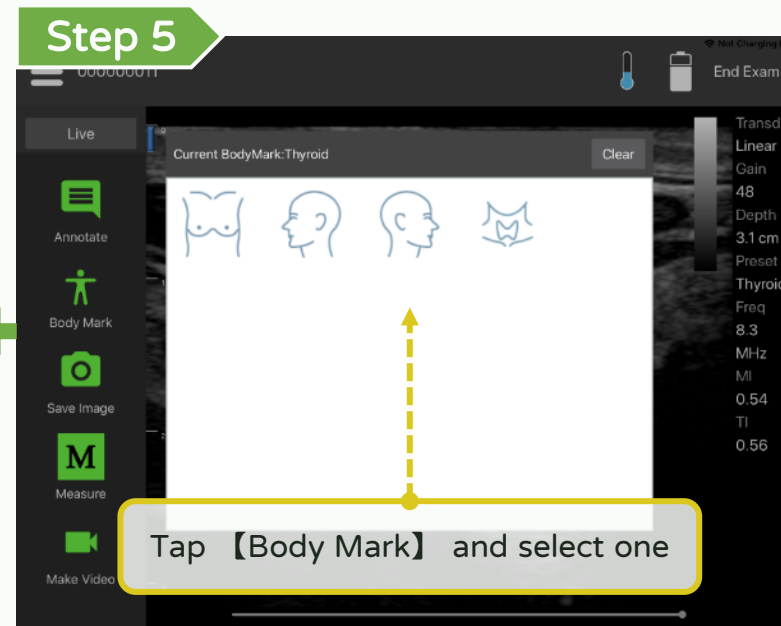 Step 5
Not Charging
End Exam
Live
Current BodyMark:Thyroid
Clear
Annotate
Body Mark
Save Image
M
Measure
Make Video
Transd
Linear
Gain
48
Depth
3.1 cm
Preset
Thyroid
Freq
8.3
MHz
MI
0.54
TI
0.56
Tap 【Body Mark】 and select one